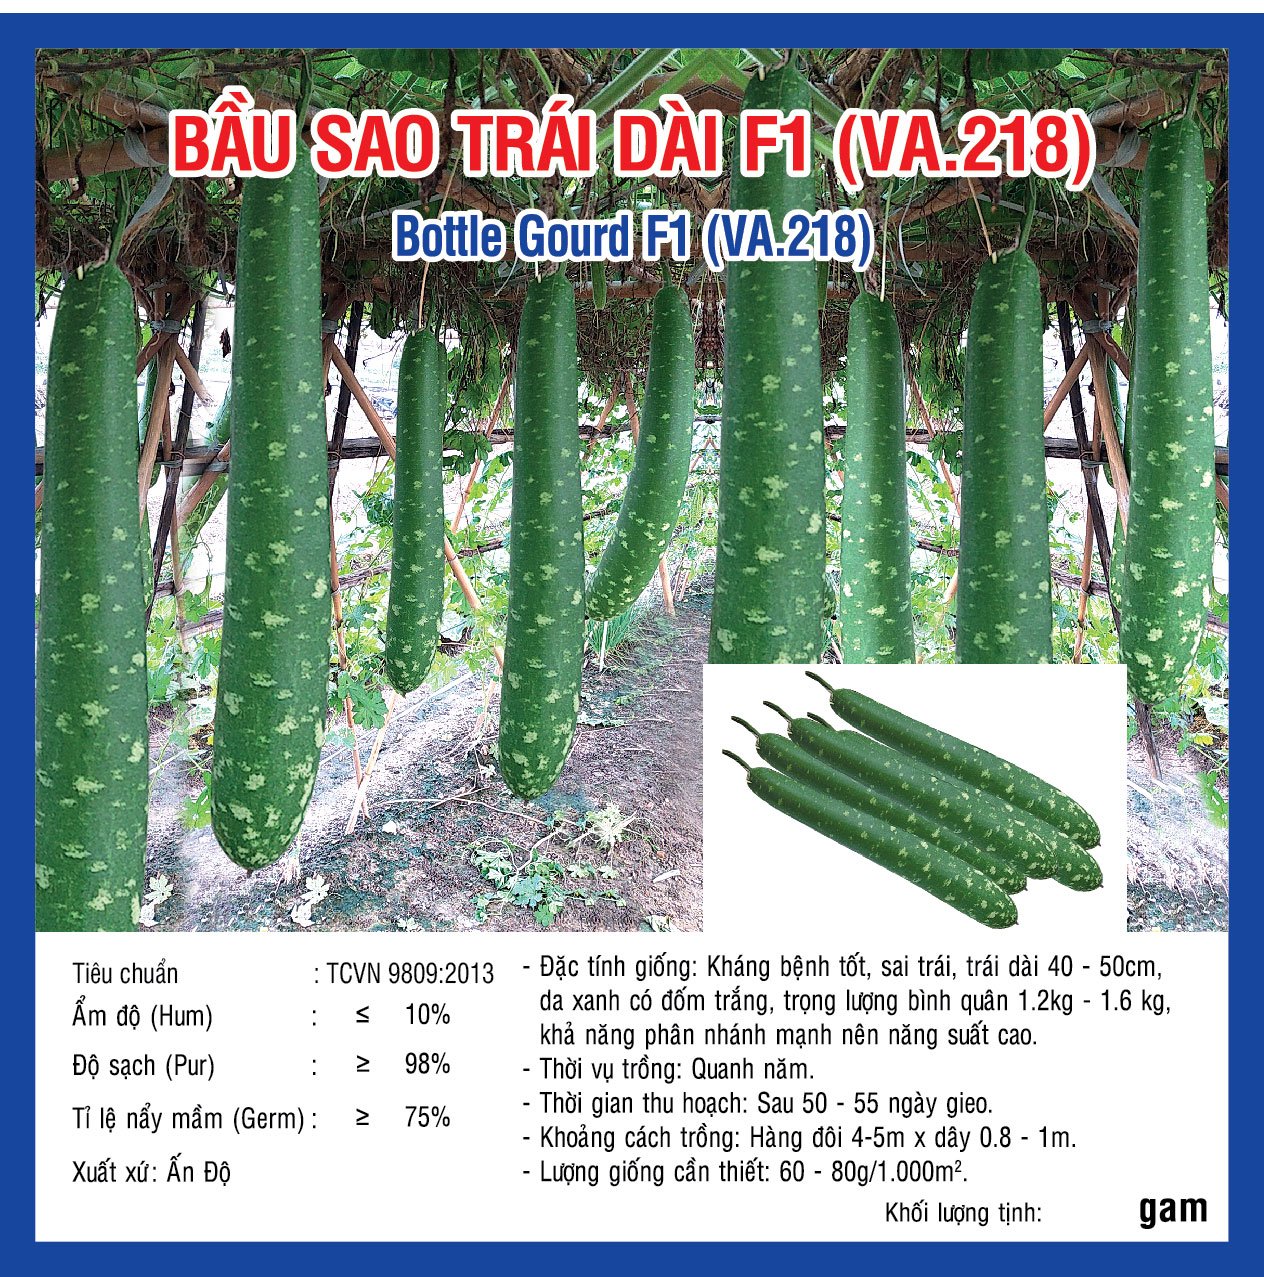 BẦU SAO TRÁI DÀI F1 (VA.218)
Bottle Gourd F1 (VA.218)
Tiêu chuẩn : TCVN 9809:2013
Ẩm độ (Hum) : ≤ 10%
Độ sạch (Pur) : ≥ 98%
Tỉ lệ nẩy mầm (Germ) : ≥ 75%
Xuất xứ: Ấn Độ
- Đặc tính giống: Kháng bệnh tốt, sai trái, trái dài 40 - 50cm,
da xanh có đốm trắng, trọng lượng bình quân 1.2kg - 1.6 kg,
khả năng phân nhánh mạnh nên năng suất cao.
- Thời vụ trồng: Quanh năm.
- Thời gian thu hoạch: Sau 50 - 55 ngày gieo.
- Khoảng cách trồng: Hàng đôi 4-5m x dây 0.8 - 1m.
- Lượng giống cần thiết: 60 - 80g/1.000m².
Khối lượng tịnh: gam